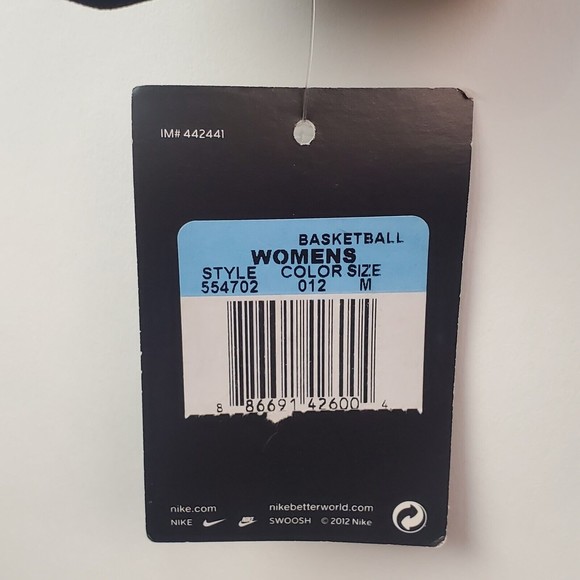 IM# 442441
BASKETBALL
WOMENS
STYLE COLOR SIZE
554702 012 M
8 86691 42600 4
nike.com nikebetterworld.com
NIKE SWOOSH © 2012 Nike